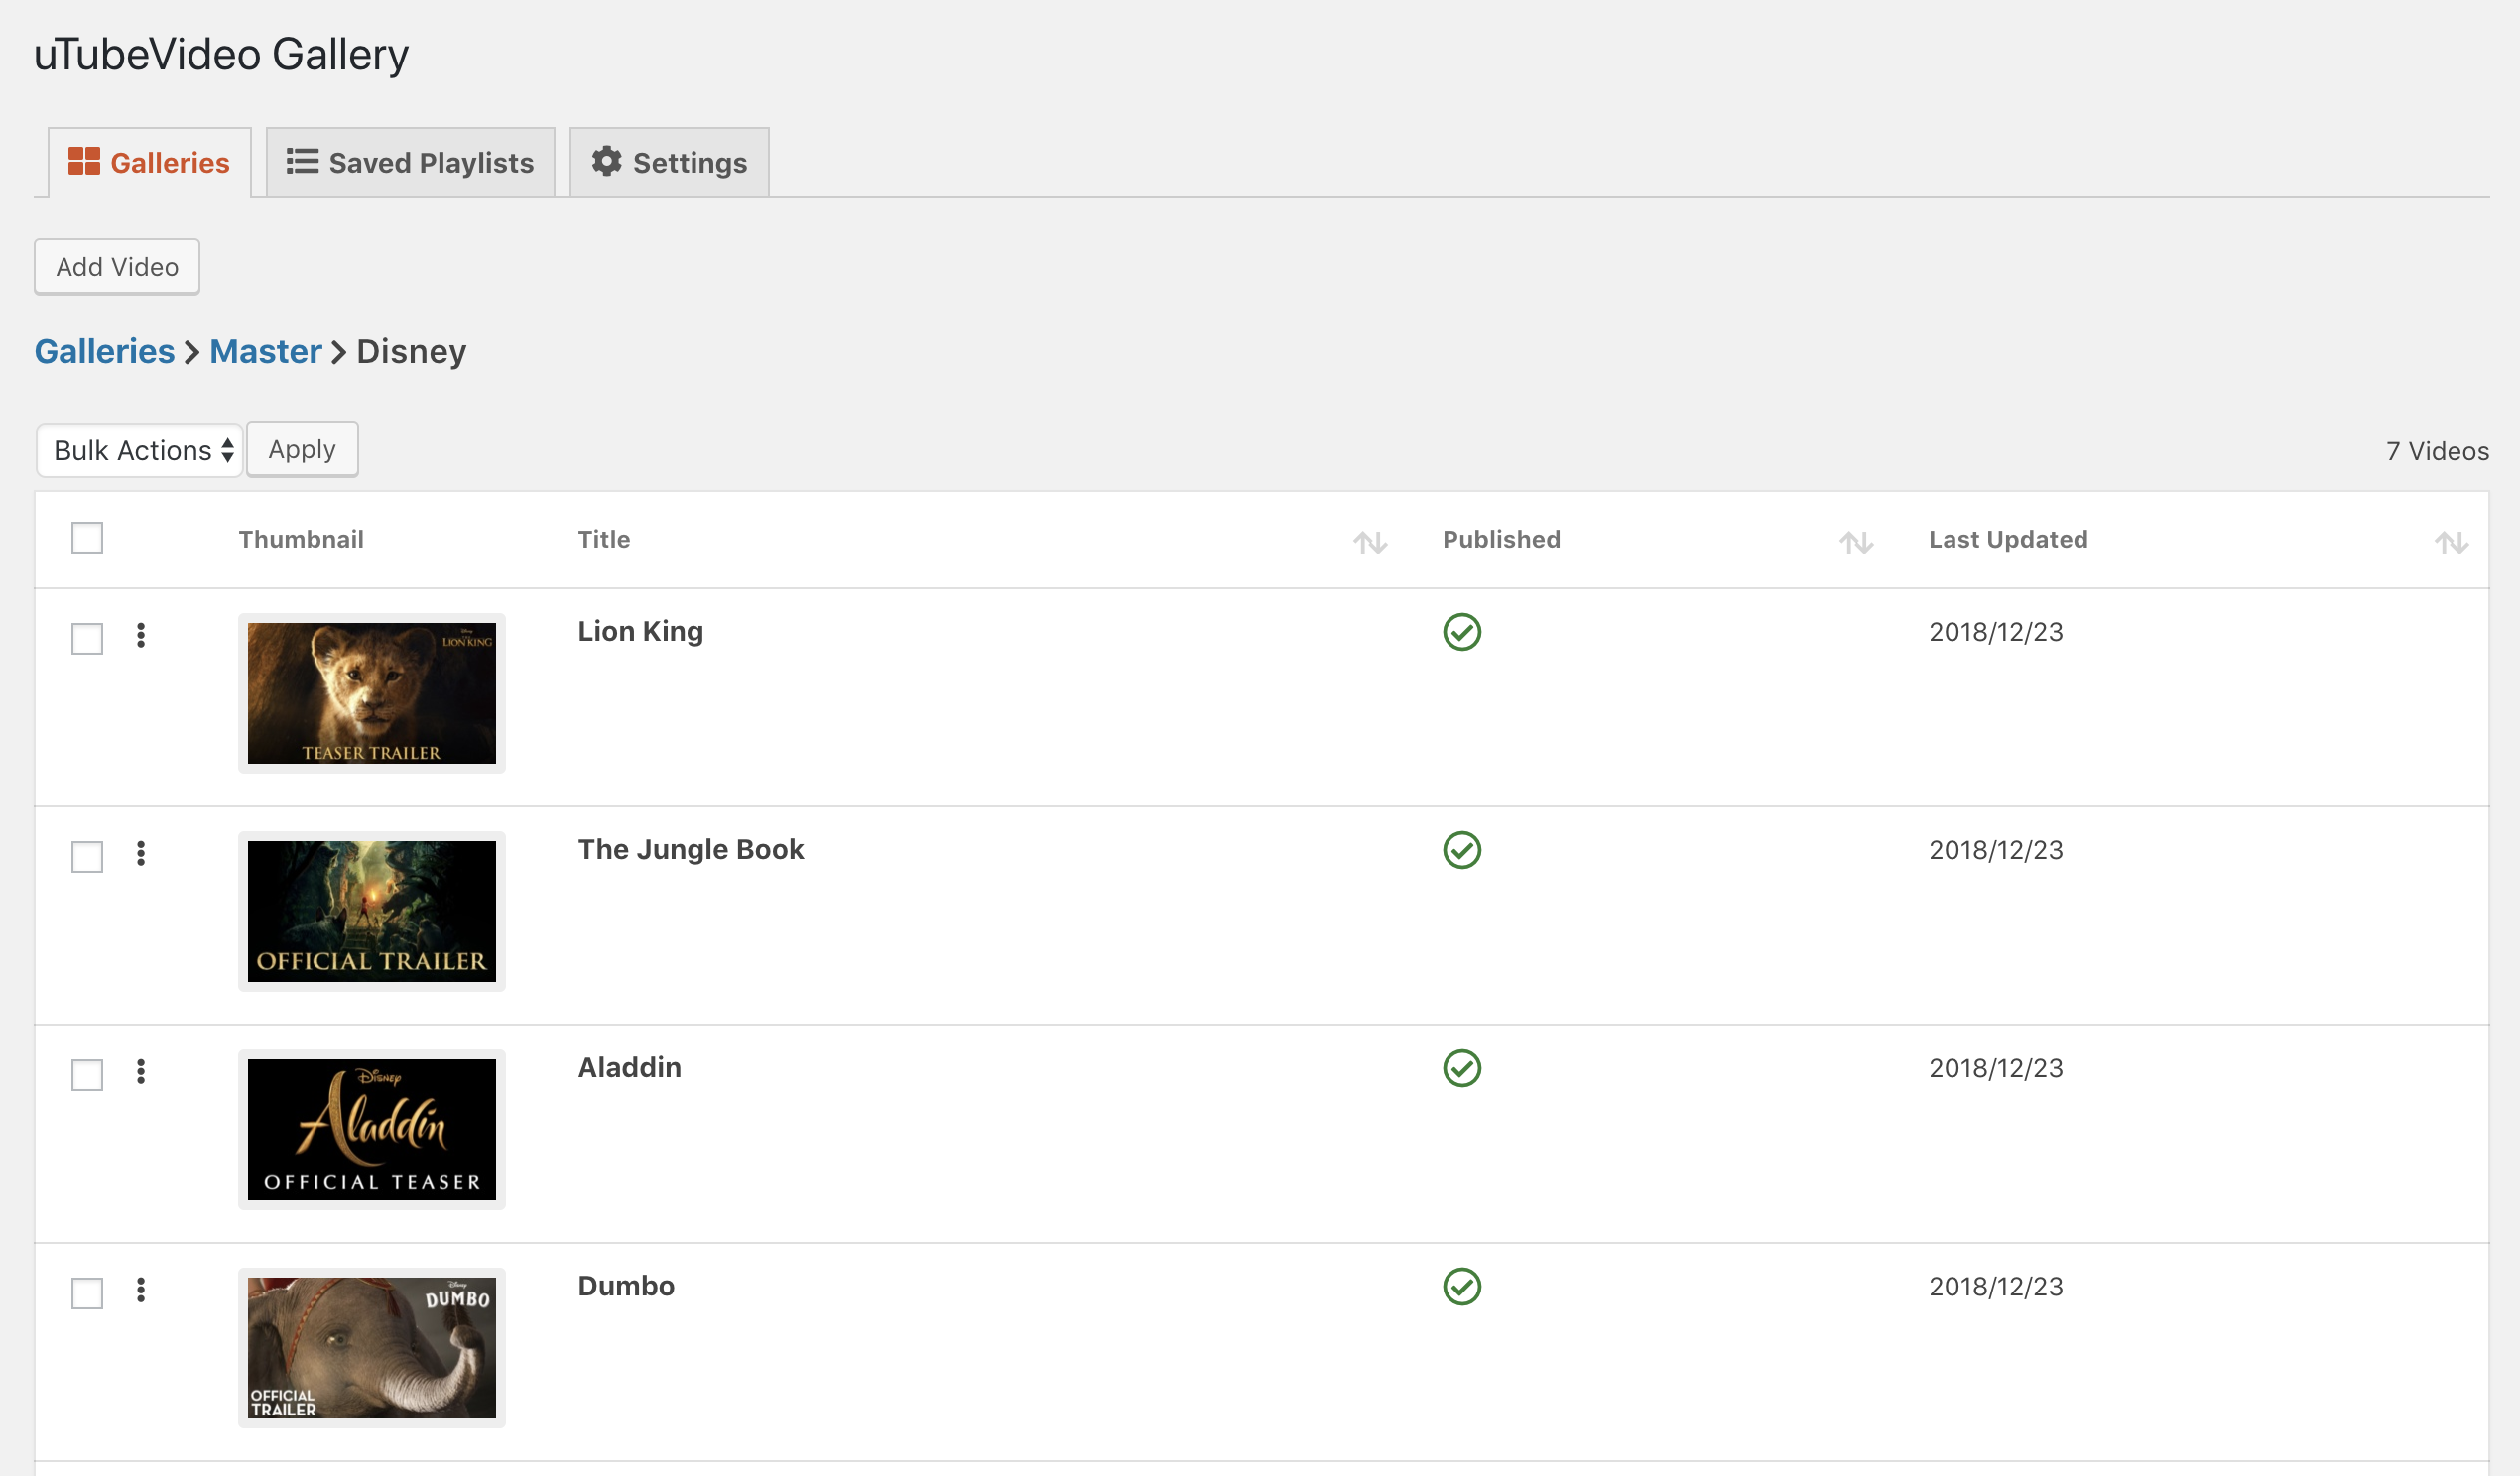 uTubeVideo Gallery
Galleries
Saved Playlists
Settings
Add Video
Galleries > Master > Disney
Bulk Actions
Apply
7 Videos
Thumbnail
Title
Published
Last Updated
LION KING
TEASER TRAILER
Lion King
2018/12/23
OFFICIAL TRAILER
The Jungle Book
2018/12/23
Disney
Aladdin
OFFICIAL TEASER
Aladdin
2018/12/23
Disney
DUMBO
OFFICIAL
TRAILER
Dumbo
2018/12/23